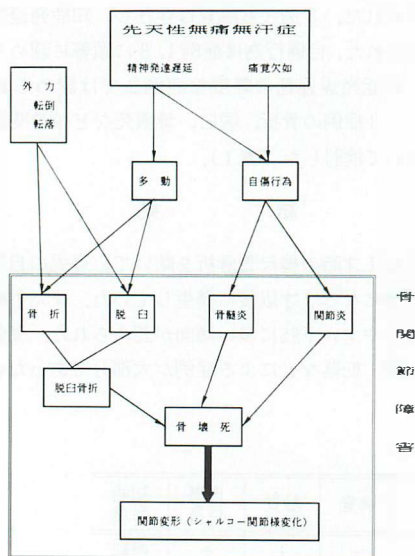 先天性無痛無汗症
精神発達遅延 痛覚欠如
外力
転倒
転落
多動 自傷行為
骨折 脱臼 骨髄炎 関節炎
脱臼骨折
骨壊死
関節変形(シャルコー関節様変化)
骨
関
節
障
害